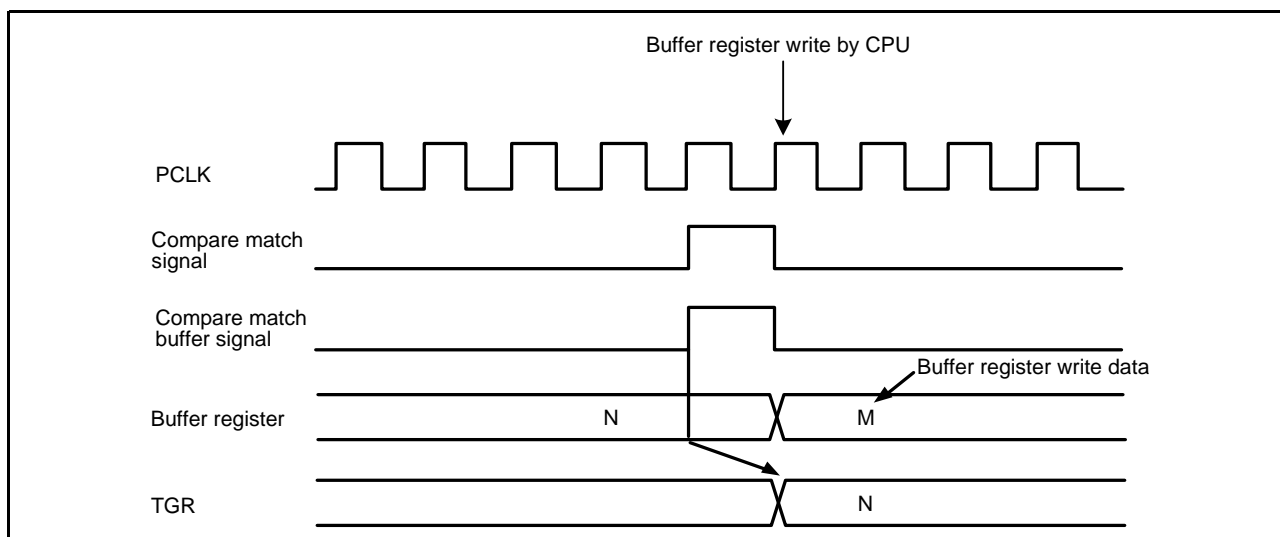 Buffer register write by CPU
PCLK
Compare match
signal
Compare match
buffer signal
Buffer register write data
Buffer register
N
M
TGR
N